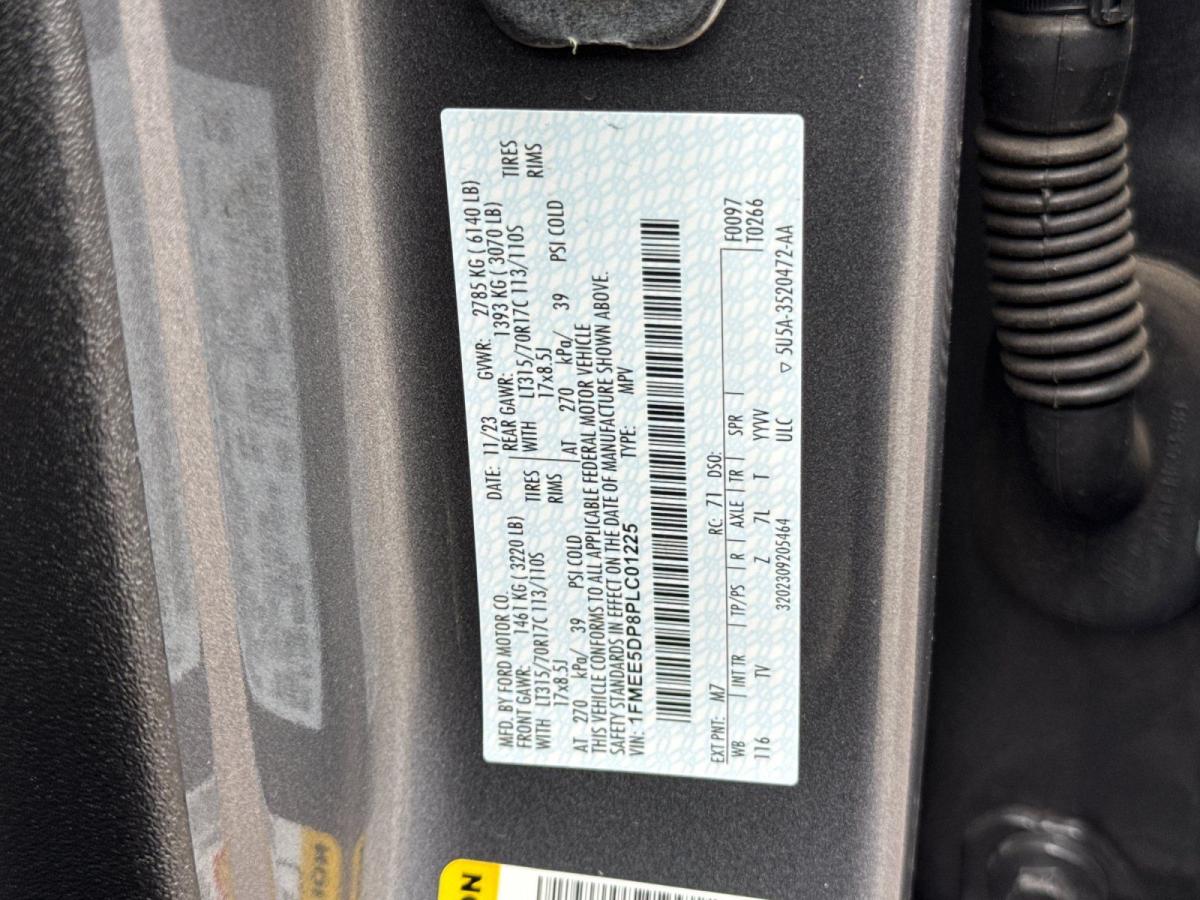 MFD. BY FORD MOTOR CO. DATE: 11/23 GVWR: 2785 KG ( 6140 LB)
FRONT GAWR: 1461 KG ( 3220 LB) REAR GAWR: 1393 KG ( 3070 LB)
WITH LT315/70R17C 113/110S TIRES WITH LT315/70R17C 113/110S TIRES
17x8.5J RIMS 17x8.5J RIMS
AT 270 kPa/ 39 PSI COLD AT 270 kPa/ 39 PSI COLD
THIS VEHICLE CONFORMS TO ALL APPLICABLE FEDERAL MOTOR VEHICLE
SAFETY STANDARDS IN EFFECT ON THE DATE OF MANUFACTURE SHOWN ABOVE.
VIN: 1FMEE5DP8PLC01225 TYPE: MPV
EXT PNT: M7 RC: 71 DSO: F0097
WB INT TR TP/PS R AXLE TR SPR T0266
116 TV Z 7L T YYVV
3202309205464 ULC ▽ 5U5A-3520472-AA
ON